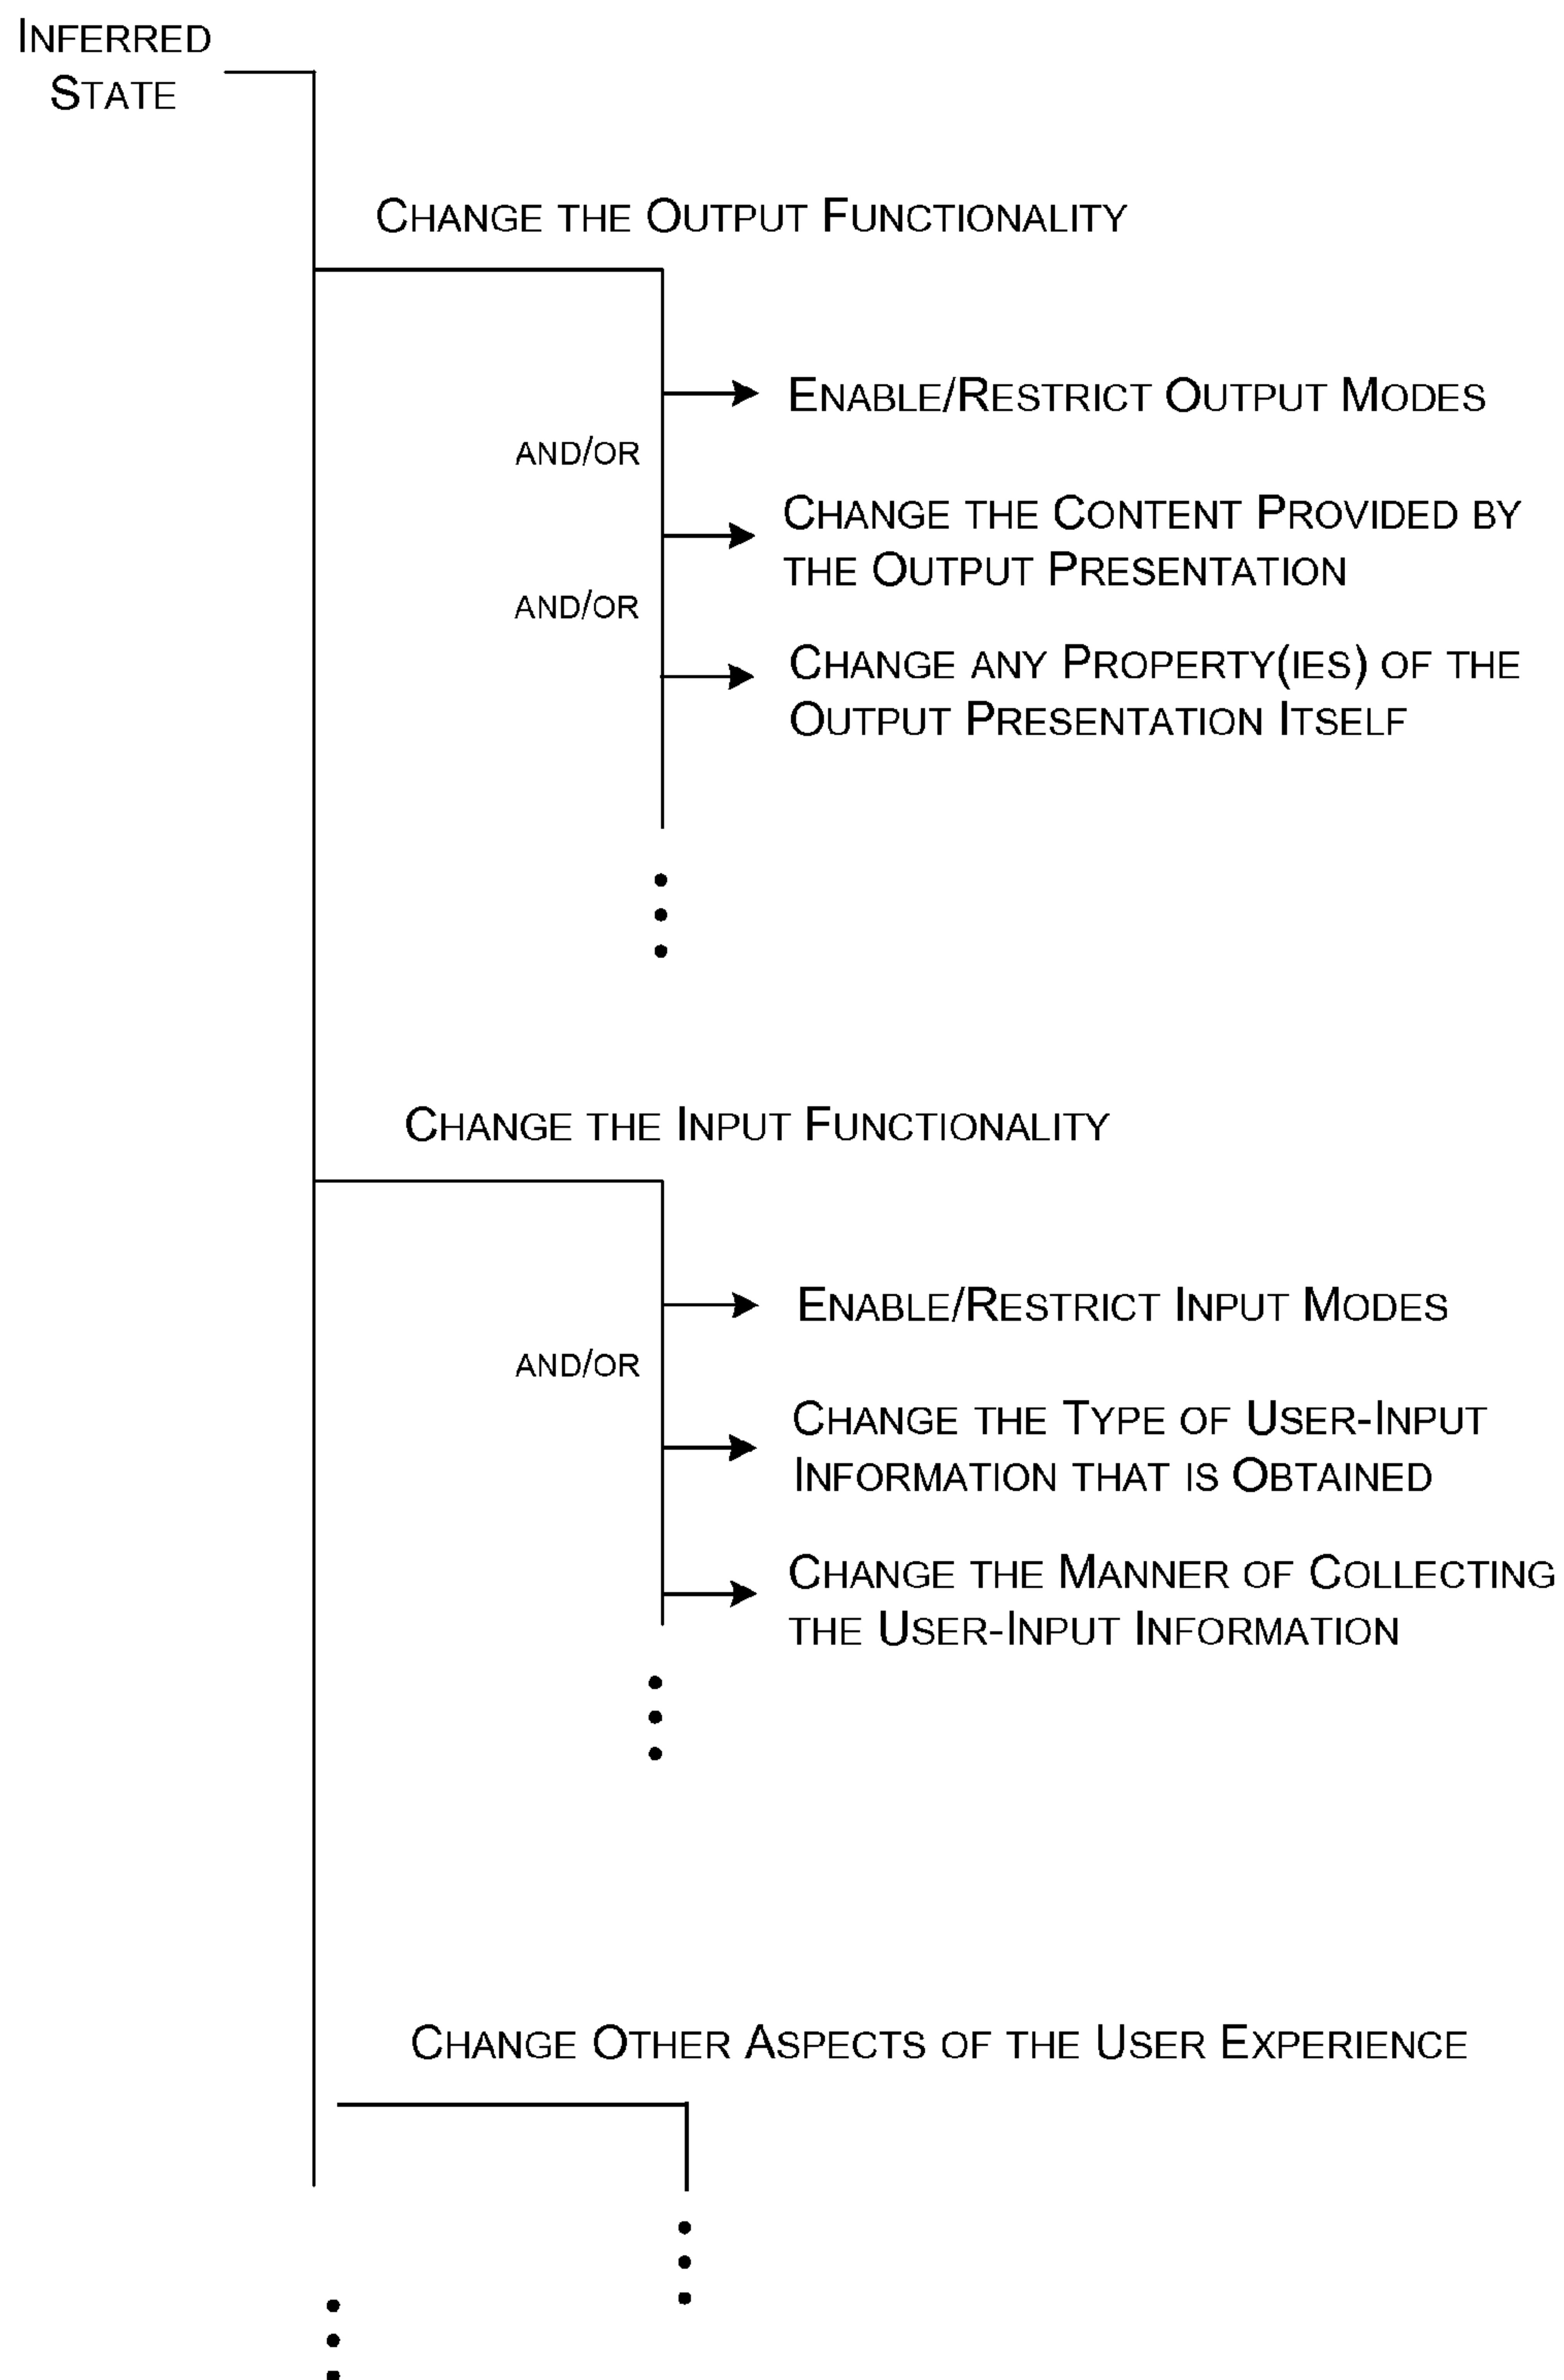 INFERRED
STATE
CHANGE THE OUTPUT FUNCTIONALITY
ENABLE/RESTRICT OUTPUT MODES
AND/OR
CHANGE THE CONTENT PROVIDED BY
THE OUTPUT PRESENTATION
AND/OR
CHANGE ANY PROPERTY(IES) OF THE
OUTPUT PRESENTATION ITSELF
CHANGE THE INPUT FUNCTIONALITY
ENABLE/RESTRICT INPUT MODES
AND/OR
CHANGE THE TYPE OF USER-INPUT
INFORMATION THAT IS OBTAINED
CHANGE THE MANNER OF COLLECTING
THE USER-INPUT INFORMATION
CHANGE OTHER ASPECTS OF THE USER EXPERIENCE